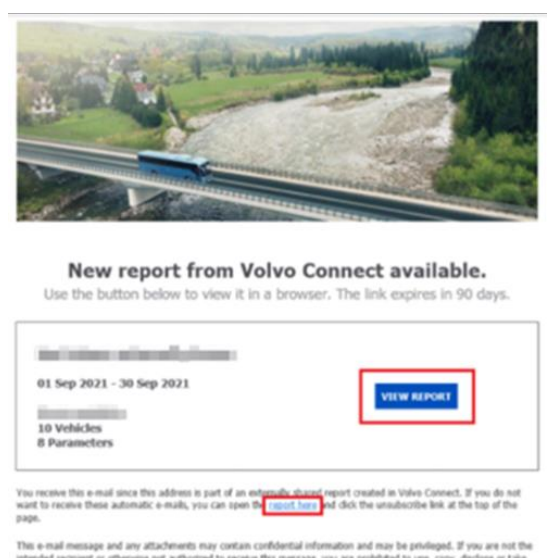 New report from Volvo Connect available.
Use the button below to view it in a browser. The link expires in 90 days.
01 Sep 2021 - 30 Sep 2021
VIEW REPORT
10 Vehicles
8 Parameters
You receive this e-mail since this address is part of an externally shared report created in Volvo Connect. If you do not
want to receive these automatic e-mails, you can open the report here and click the unsubscribe link at the top of the
page.
This e-mail message and any attachments may contain confidential information and may be privileged. If you are not the